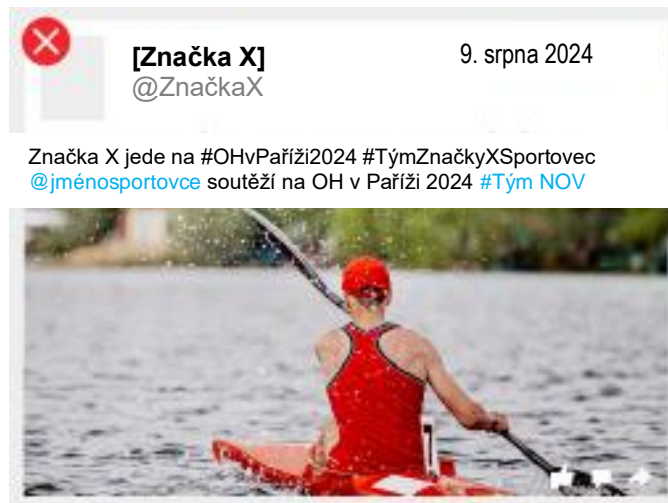 [Značka X]
9. srpna 2024
@ZnačkaX
Značka X jede na #OHvPaříži2024 #TýmZnačkyXSportovec
@jménosportovce soutěží na OH v Paříži 2024 #Tým NOV